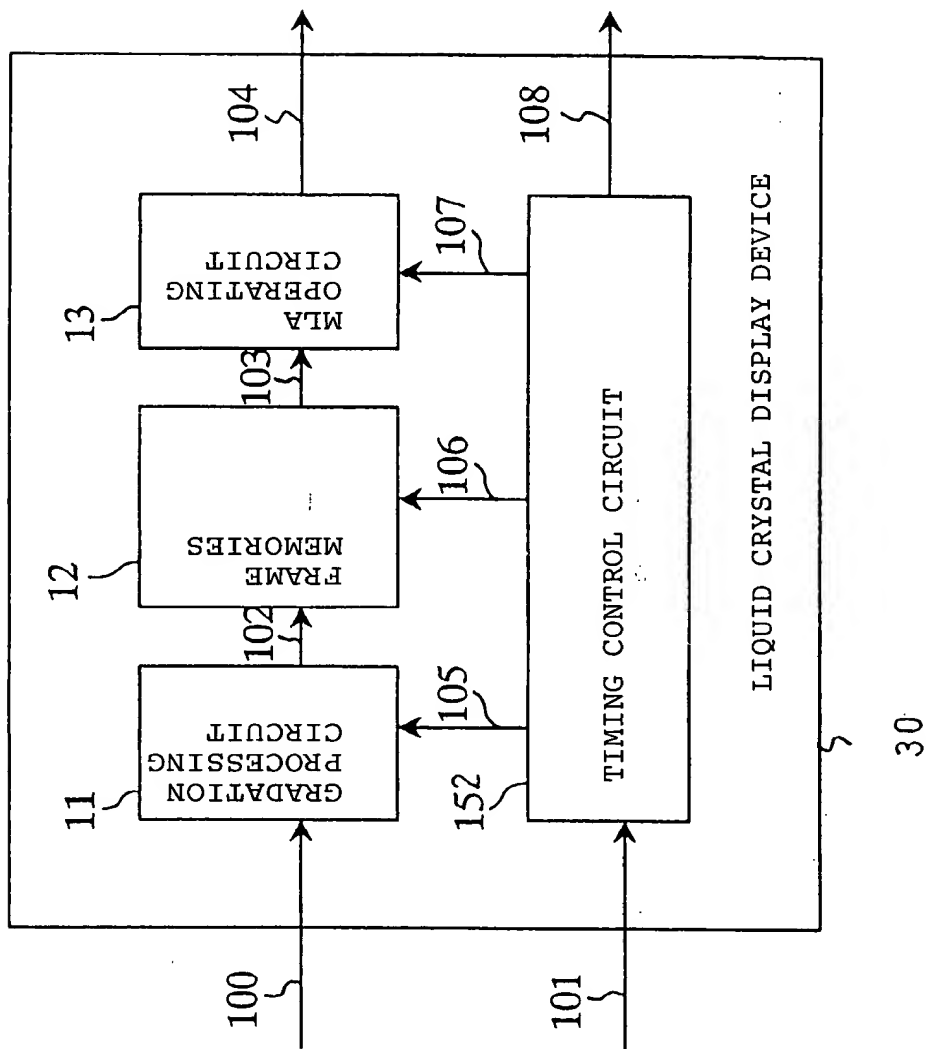 104
108
13
MLA
OPERATING
CIRCUIT
107
103
12
FRAME
MEMORIES
106
102
11
GRADATION
PROCESSING
CIRCUIT
105
152
TIMING CONTROL CIRCUIT
LIQUID CRYSTAL DISPLAY DEVICE
30
100
101